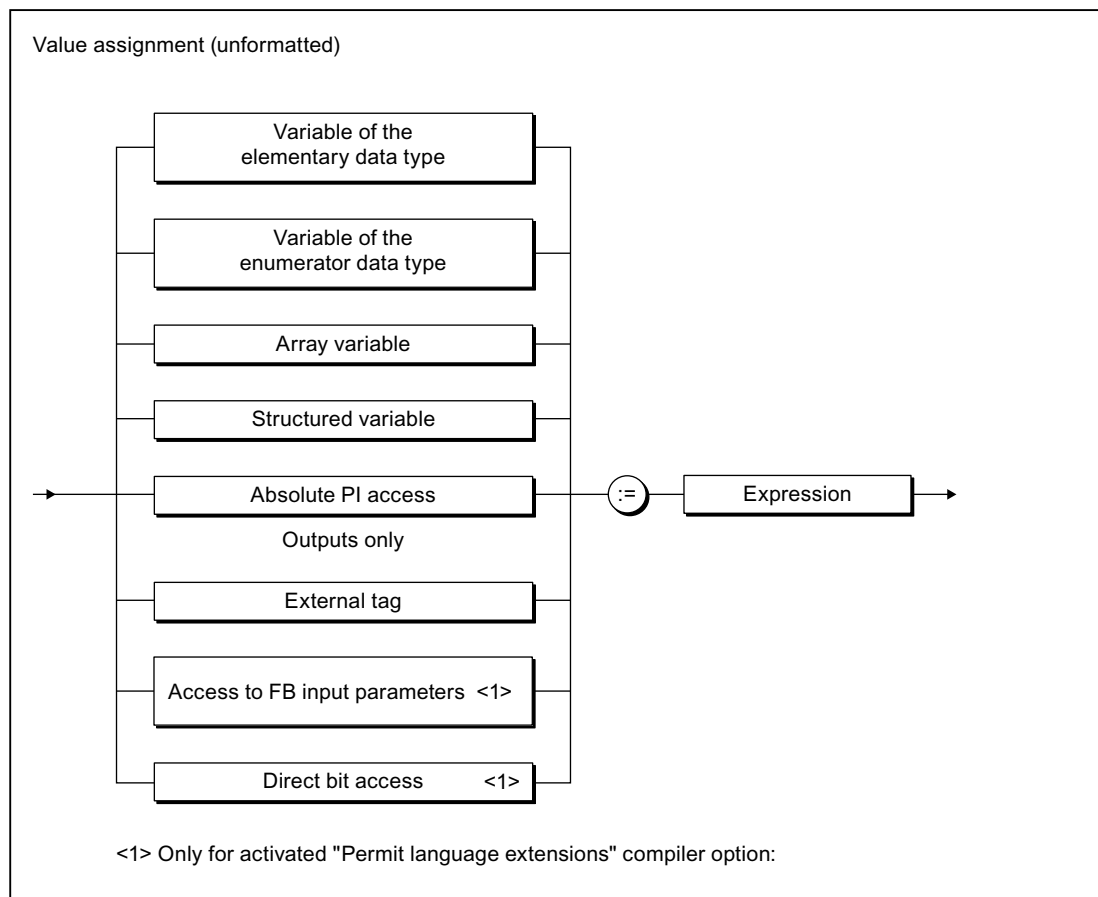 Value assignment (unformatted)
Variable of the
elementary data type
Variable of the
enumerator data type
Array variable
Structured variable
Absolute PI access
:=
Expression
Outputs only
External tag
Access to FB input parameters <1>
Direct bit access <1>
<1> Only for activated "Permit language extensions" compiler option: